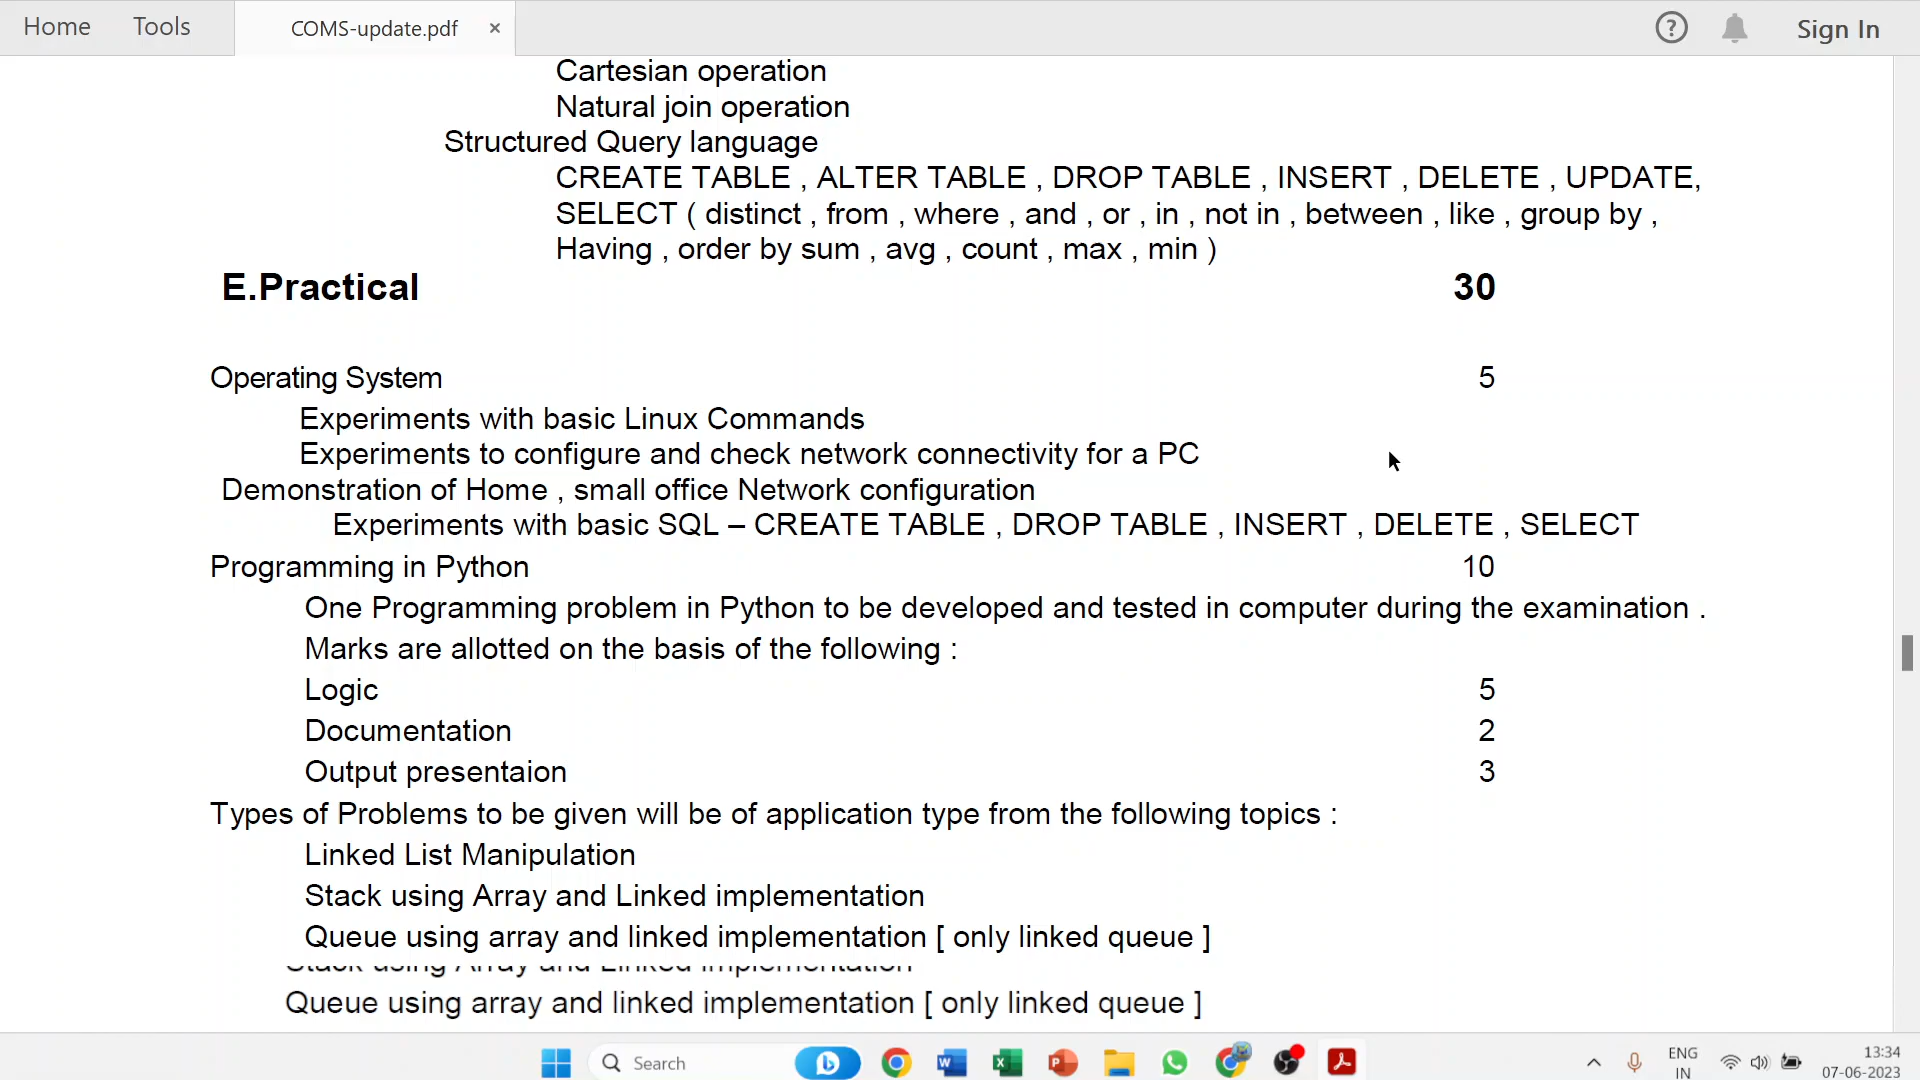 Home Tools COMS-update.pdf × ? Sign In
Cartesian operation
Natural join operation
Structured Query language
CREATE TABLE , ALTER TABLE , DROP TABLE , INSERT , DELETE , UPDATE,
SELECT ( distinct , from , where , and , or , in , not in , between , like , group by ,
Having , order by sum , avg , count , max , min )
E.Practical 30
Operating System 5
Experiments with basic Linux Commands
Experiments to configure and check network connectivity for a PC
Demonstration of Home , small office Network configuration
Experiments with basic SQL – CREATE TABLE , DROP TABLE , INSERT , DELETE , SELECT
Programming in Python 10
One Programming problem in Python to be developed and tested in computer during the examination .
Marks are allotted on the basis of the following :
Logic 5
Documentation 2
Output presentaion 3
Types of Problems to be given will be of application type from the following topics :
Linked List Manipulation
Stack using Array and Linked implementation
Queue using array and linked implementation [ only linked queue ]
Stack using Array and Linked implementation
Queue using array and linked implementation [ only linked queue ]
Search b W X P ENG 13:34
IN 07-06-2023